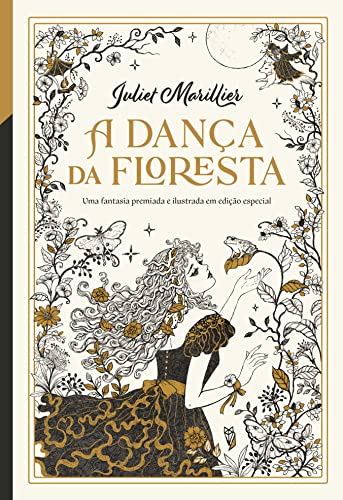 Juliet Marillier
A DANÇA
DA FLORESTA
Uma fantasia premiada e ilustrada em edição especial